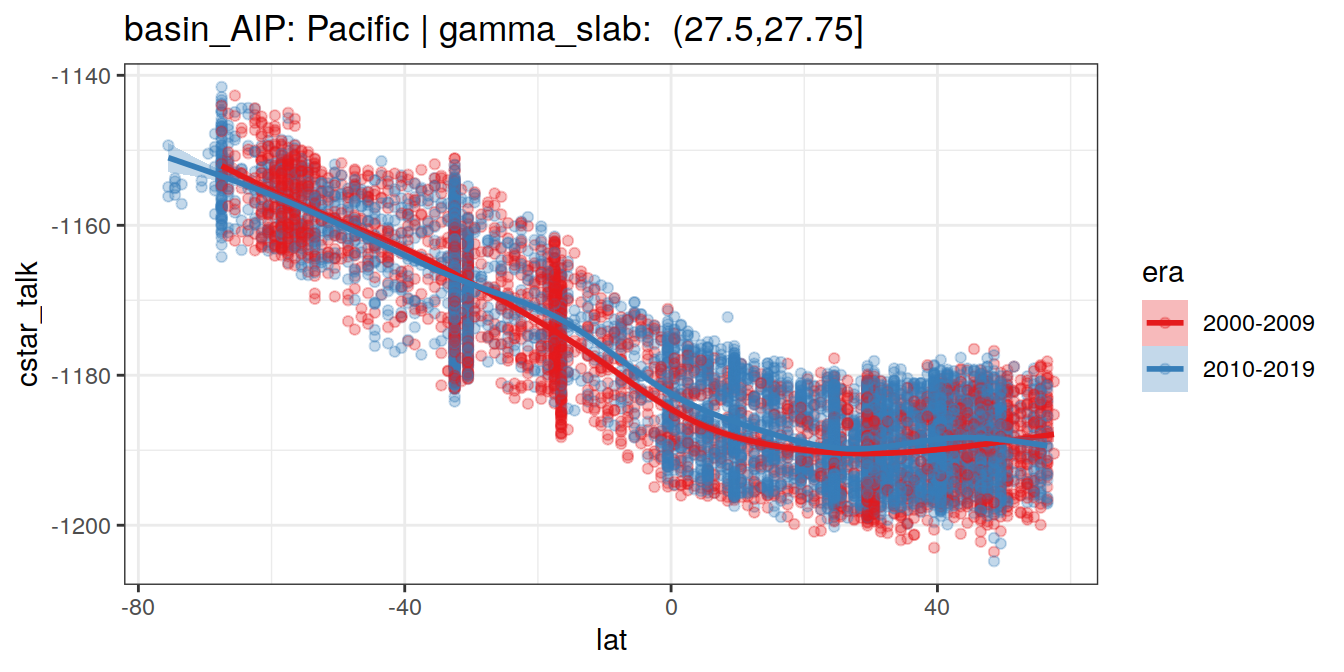 basin_AIP: Pacific | gamma_slab:  (27.5,27.75]
-1140
-1160
-1180
-1200
cstar_talk
-80
-40
0
40
lat
era
2000-2009
2010-2019